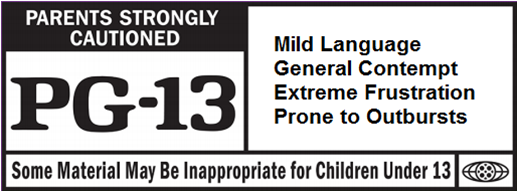 PARENTS STRONGLY
CAUTIONED
PG-13
Mild Language
General Contempt
Extreme Frustration
Prone to Outbursts
Some Material May Be Inappropriate for Children Under 13